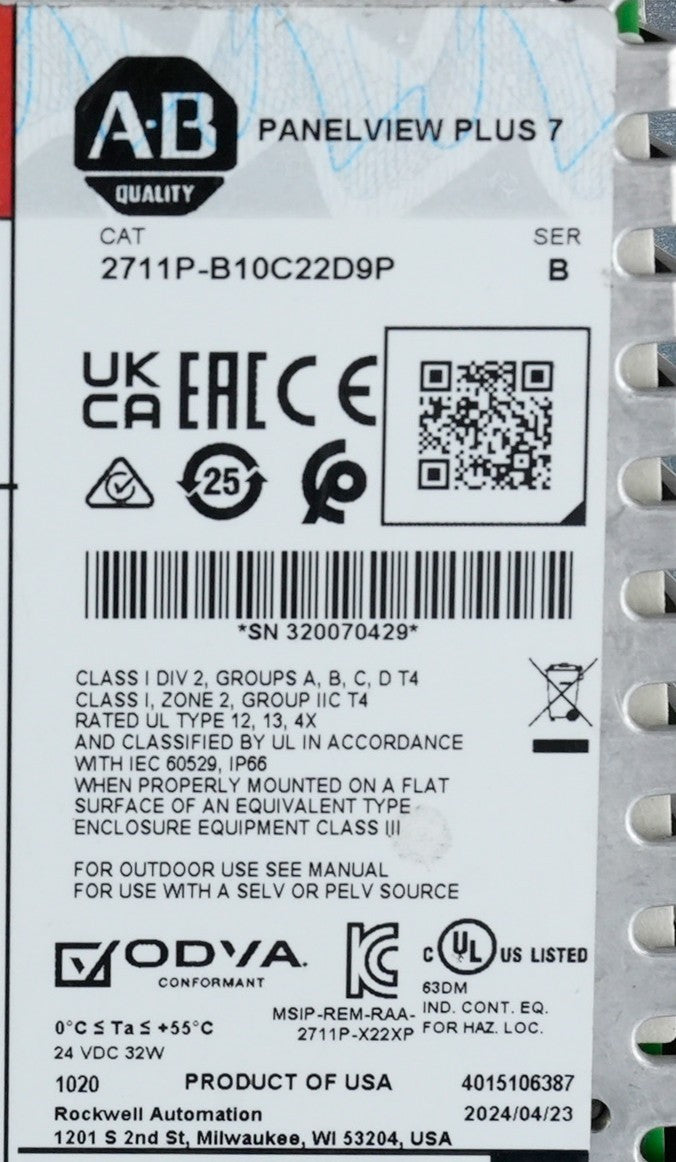 A·B
QUALITY
PANELVIEW PLUS 7
CAT
SER
2711P-B10C22D9P
B
UK
CA
EAC
CE
25
*SN 320070429*
CLASS I DIV 2, GROUPS A, B, C, D T4
CLASS I, ZONE 2, GROUP IIC T4
RATED UL TYPE 12, 13, 4X
AND CLASSIFIED BY UL IN ACCORDANCE
WITH IEC 60529, IP66
WHEN PROPERLY MOUNTED ON A FLAT
SURFACE OF AN EQUIVALENT TYPE
ENCLOSURE EQUIPMENT CLASS III
FOR OUTDOOR USE SEE MANUAL
FOR USE WITH A SELV OR PELV SOURCE
ODVA.
CONFORMANT
KC
MSIP-REM-RAA-
2711P-X22XP
C UL US LISTED
63DM
IND. CONT. EQ.
FOR HAZ. LOC.
0°C ≤ Ta ≤ +55°C
24 VDC 32W
1020
PRODUCT OF USA
4015106387
Rockwell Automation
2024/04/23
1201 S 2nd St, Milwaukee, WI 53204, USA